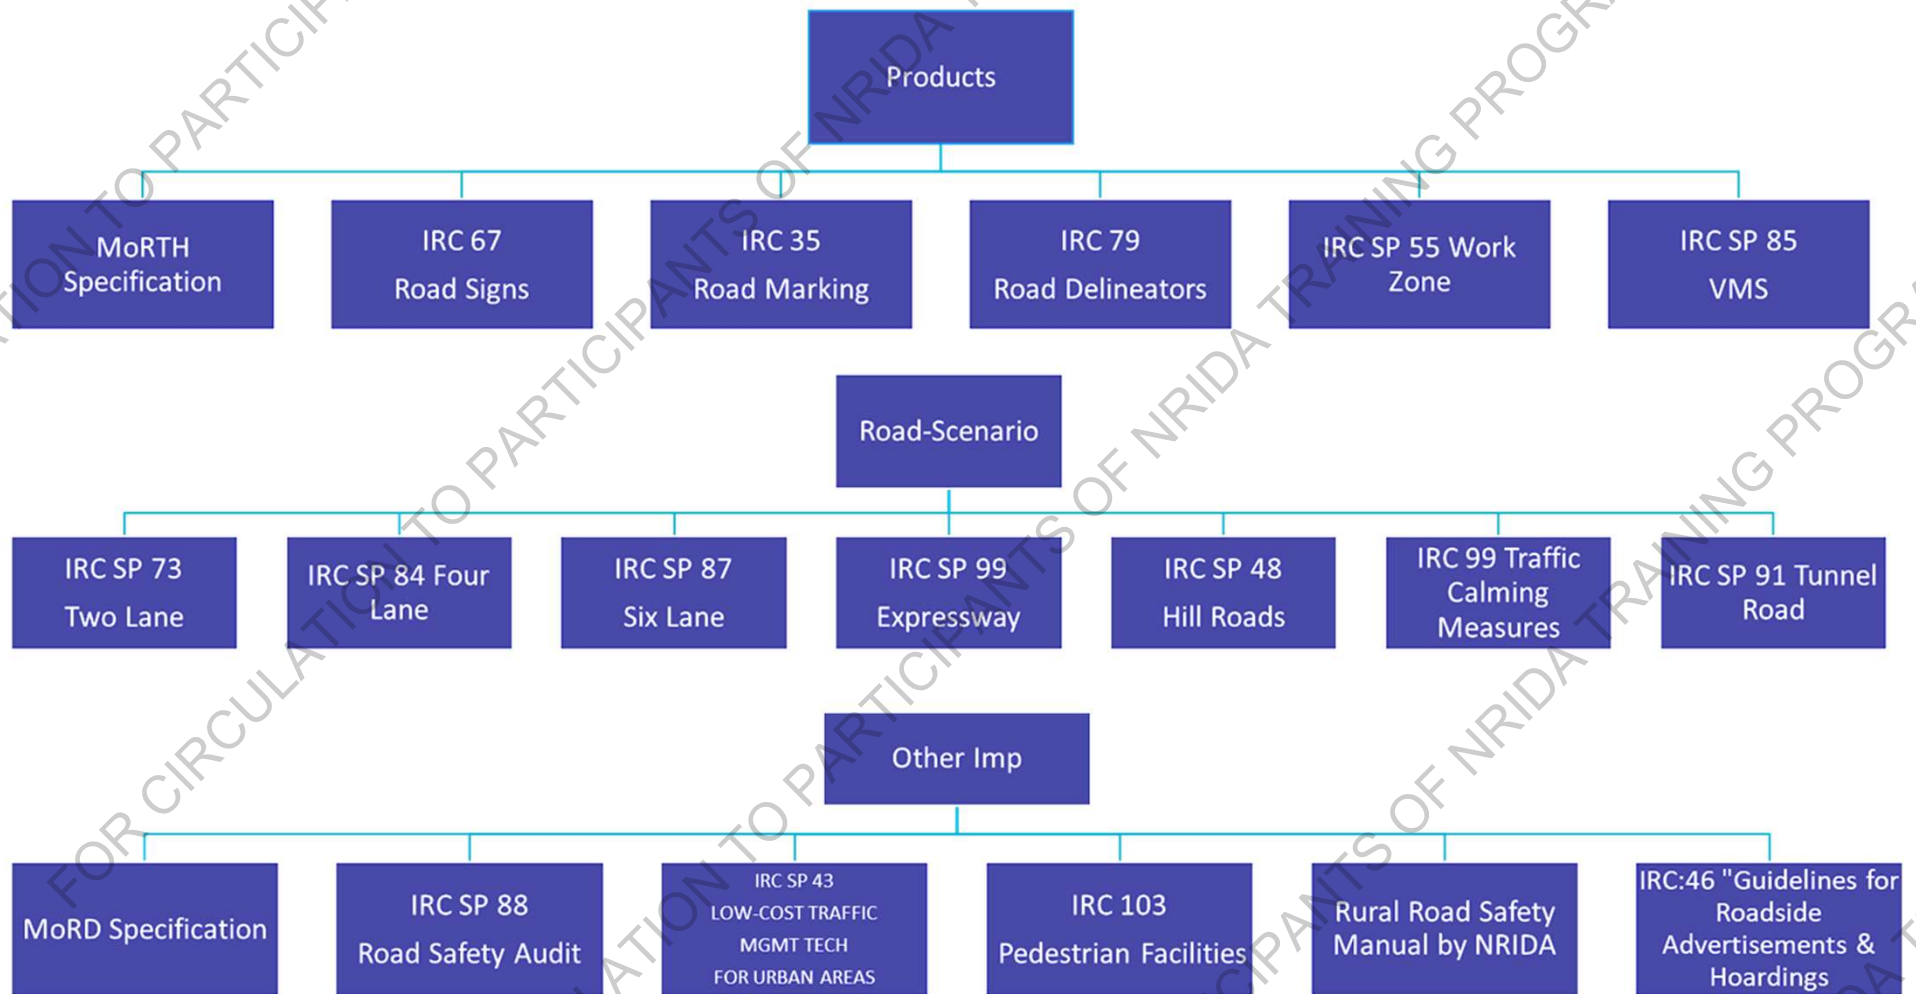 Products
MoRTH
Specification
IRC 67
Road Signs
IRC 35
Road Marking
IRC 79
Road Delineators
IRC SP 55 Work
Zone
IRC SP 85
VMS
Road-Scenario
IRC SP 73
Two Lane
IRC SP 84 Four
Lane
IRC SP 87
Six Lane
IRC SP 99
Expressway
IRC SP 48
Hill Roads
IRC 99 Traffic
Calming
Measures
IRC SP 91 Tunnel
Road
Other Imp
MoRD Specification
IRC SP 88
Road Safety Audit
IRC SP 43
LOW-COST TRAFFIC
MGMT TECH
FOR URBAN AREAS
IRC 103
Pedestrian Facilities
Rural Road Safety
Manual by NRIDA
IRC:46 "Guidelines for
Roadside
Advertisements &
Hoardings
FOR CIRCULATION TO PARTICIPANTS OF NRIDA TRAINING PROGR